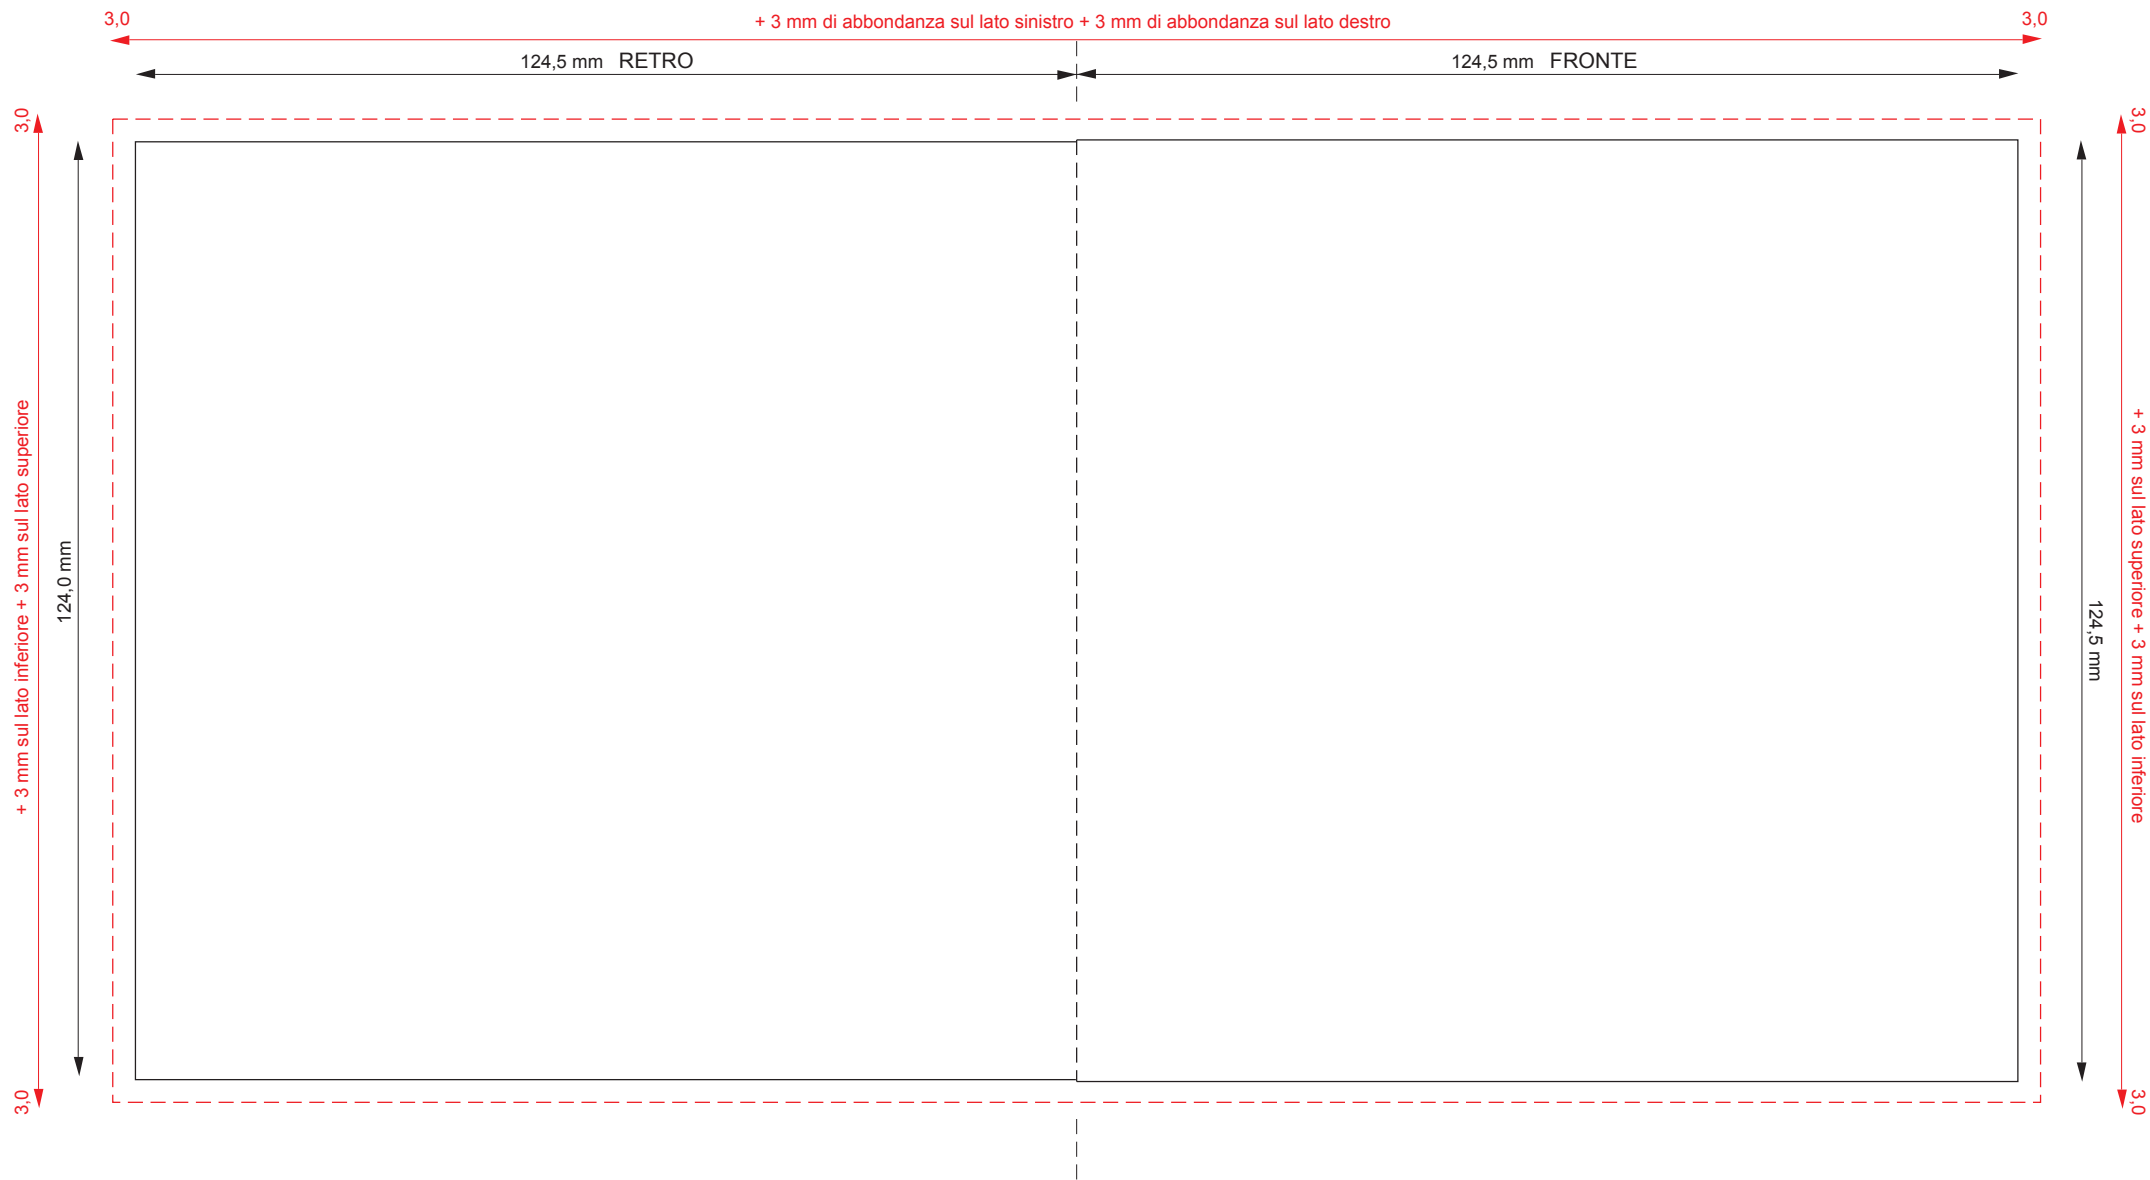 3,0
+ 3 mm di abbondanza sul lato sinistro + 3 mm di abbondanza sul lato destro
3,0
124,5 mm RETRO
124,5 mm FRONTE
3,0
+ 3 mm sul lato inferiore + 3 mm sul lato superiore
3,0
124,0 mm
124,5 mm
3,0
+ 3 mm sul lato superiore + 3 mm sul lato inferiore
3,0